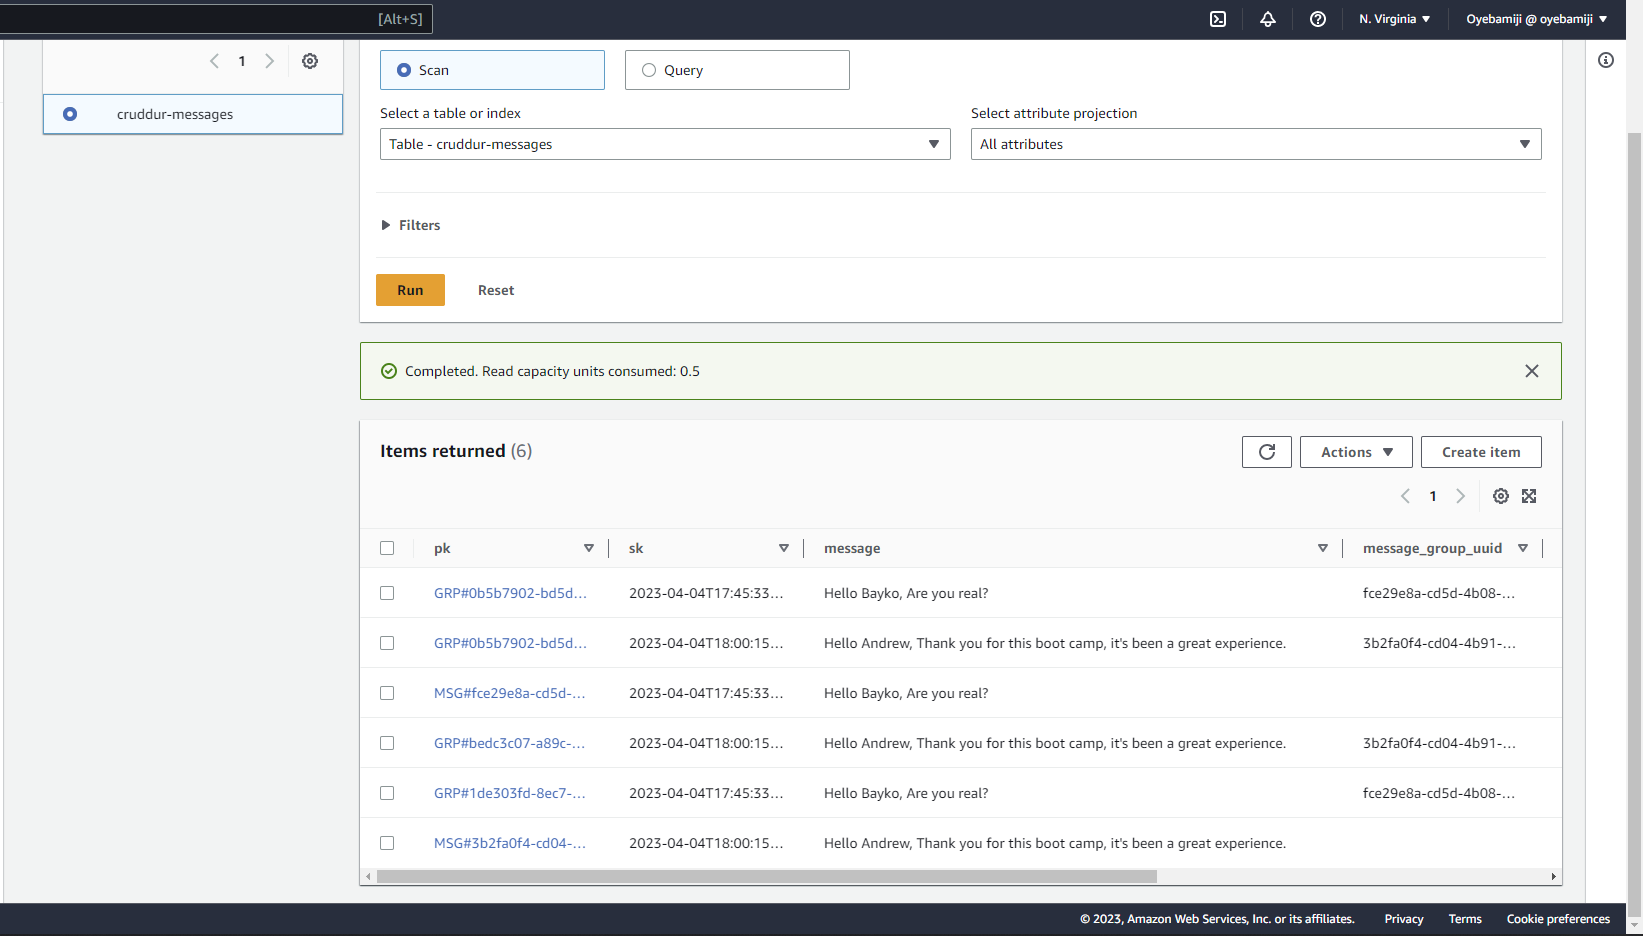 [Alt+S]
N. Virginia
Oyebamiji @ oyebamiji
1
cruddur-messages
Scan
Query
Select a table or index
Select attribute projection
Table - cruddur-messages
All attributes
Filters
Run
Reset
Completed. Read capacity units consumed: 0.5
Items returned (6)
Actions
Create item
1
pk sk message message_group_uuid
GRP#0b5b7902-bd5d... 2023-04-04T17:45:33... Hello Bayko, Are you real? fce29e8a-cd5d-4b08-...
GRP#0b5b7902-bd5d... 2023-04-04T18:00:15... Hello Andrew, Thank you for this boot camp, it's been a great experience. 3b2fa0f4-cd04-4b91-...
MSG#fce29e8a-cd5d-... 2023-04-04T17:45:33... Hello Bayko, Are you real?
GRP#bedc3c07-a89c-... 2023-04-04T18:00:15... Hello Andrew, Thank you for this boot camp, it's been a great experience. 3b2fa0f4-cd04-4b91-...
GRP#1de303fd-8ec7-... 2023-04-04T17:45:33... Hello Bayko, Are you real? fce29e8a-cd5d-4b08-...
MSG#3b2fa0f4-cd04-... 2023-04-04T18:00:15... Hello Andrew, Thank you for this boot camp, it's been a great experience.
© 2023, Amazon Web Services, Inc. or its affiliates. Privacy Terms Cookie preferences